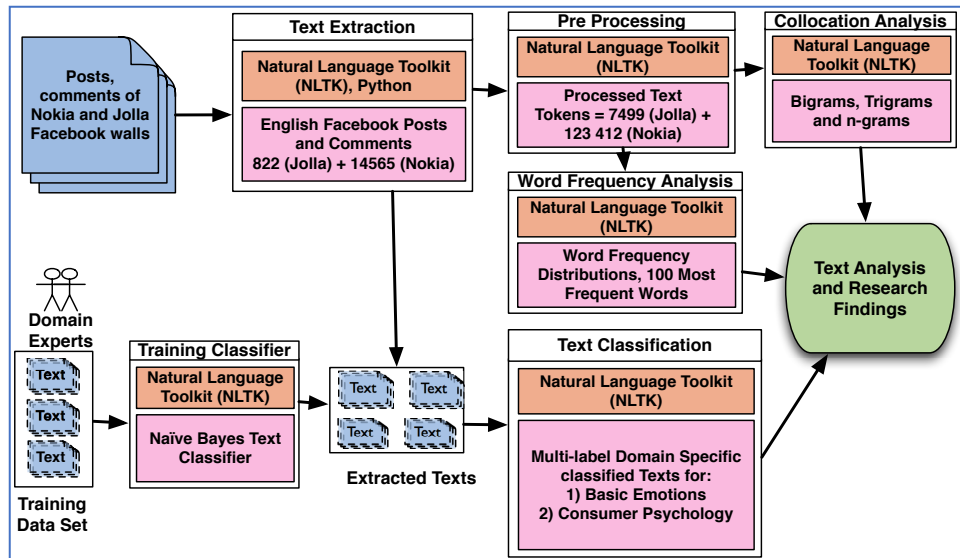 Posts,
comments of
Nokia and Jolla
Facebook walls
Text Extraction
Natural Language Toolkit
(NLTK), Python
English Facebook Posts
and Comments
822 (Jolla) + 14565 (Nokia)
Pre Processing
Natural Language Toolkit
(NLTK)
Processed Text
Tokens = 7499 (Jolla) +
123 412 (Nokia)
Collocation Analysis
Natural Language
Toolkit (NLTK)
Bigrams, Trigrams
and n-grams
Word Frequency Analysis
Natural Language Toolkit
(NLTK)
Word Frequency
Distributions, 100 Most
Frequent Words
Text Analysis
and Research
Findings
Domain
Experts
Text
Text
Text
Training
Data Set
Training Classifier
Natural Language
Toolkit (NLTK)
Naïve Bayes Text
Classifier
Text
Text
Text
Text
Extracted Texts
Text Classification
Natural Language Toolkit
(NLTK)
Multi-label Domain Specific
classified Texts for:
1) Basic Emotions
2) Consumer Psychology